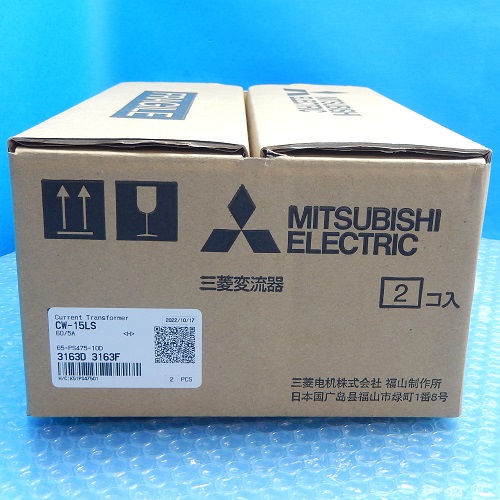 FRAGILE
MITSUBISHI
ELECTRIC
三菱変流器
2 コ入
Current Transformer
2022/10/17
CW-15LS
60/5A <H>
65-PS475-10D
3163D 3163F
2 PCS
三菱电机株式会社 福山制作所
日本国广岛县福山市绿町1番8号